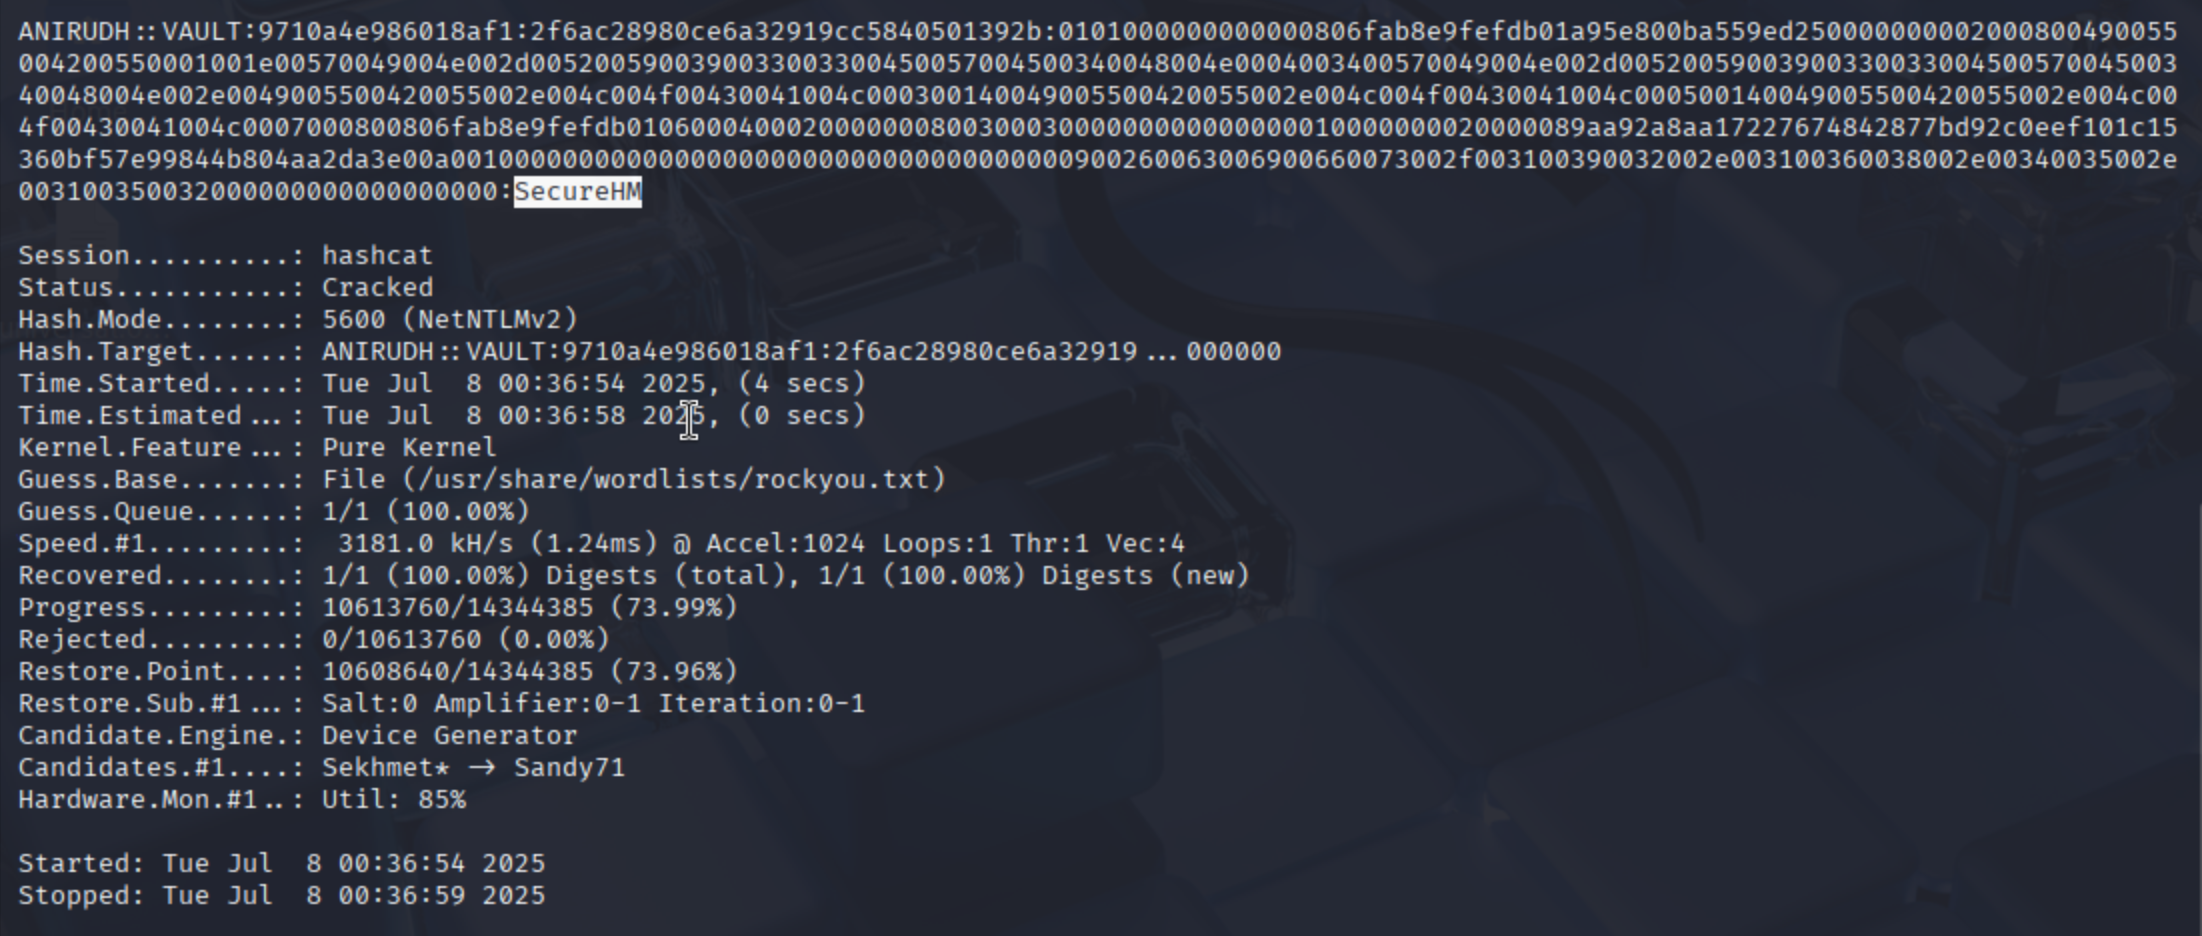 ANIRUDH::VAULT:9710a4e986018af1:2f6ac28980ce6a32919cc5840501392b:0101000000000000806fab8e9fefdb01a95e800ba559ed250000000002000800490055
004200550001001e00570049004e002d0052005900390033003300450057004500340048004e0004003400570049004e002d00520059003900330033004500570045003
40048004e002e00490055004200550​02e004c004f00430041004c000300140049005500420055002e004c004f00430041004c000500140049005500420055002e004c00
4f00430041004c0007000800806fab8e9fefdb010600040002000000080030003000000000000000010000000020000089aa92a8aa17227674842877bd92c0eef101c15
360bf57e99844b804aa2da3e00a001000000000000000000000000000000000000900260063006900660073002f003100390032002e003100360038002e00340035002e
003100350032000000000000000000:SecureHM
Session..........: hashcat
Status...........: Cracked
Hash.Mode........: 5600 (NetNTLMv2)
Hash.Target......: ANIRUDH::VAULT:9710a4e986018af1:2f6ac28980ce6a32919...000000
Time.Started.....: Tue Jul  8 00:36:54 2025, (4 secs)
Time.Estimated...: Tue Jul  8 00:36:58 2025, (0 secs)
Kernel.Feature...: Pure Kernel
Guess.Base.......: File (/usr/share/wordlists/rockyou.txt)
Guess.Queue......: 1/1 (100.00%)
Speed.#1.........:  3181.0 kH/s (1.24ms) @ Accel:1024 Loops:1 Thr:1 Vec:4
Recovered........: 1/1 (100.00%) Digests (total), 1/1 (100.00%) Digests (new)
Progress.........: 10613760/14344385 (73.99%)
Rejected.........: 0/10613760 (0.00%)
Restore.Point....: 10608640/14344385 (73.96%)
Restore.Sub.#1...: Salt:0 Amplifier:0-1 Iteration:0-1
Candidate.Engine.: Device Generator
Candidates.#1....: Sekhmet* -> Sandy71
Hardware.Mon.#1..: Util: 85%
Started: Tue Jul  8 00:36:54 2025
Stopped: Tue Jul  8 00:36:59 2025